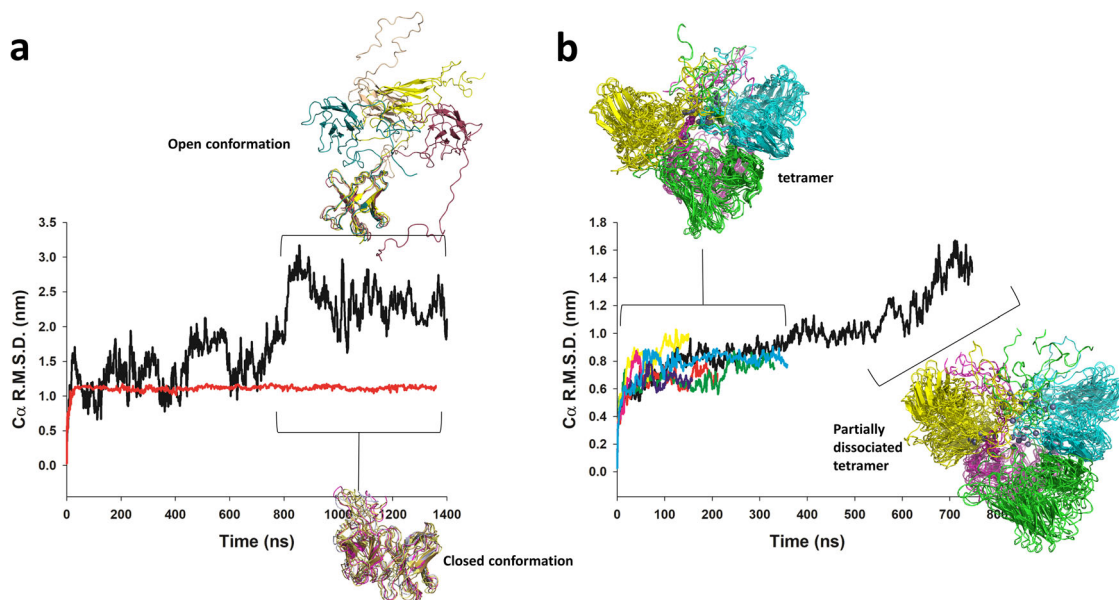 a
Open conformation
3.5
3.0
2.5
2.0
1.5
1.0
0.5
0.0
Cα R.M.S.D. (nm)
0 200 400 600 800 1000 1200 1400
Time (ns)
Closed conformation
b
tetramer
1.8
1.6
1.4
1.2
1.0
0.8
0.6
0.4
0.2
0.0
Cα R.M.S.D. (nm)
0 100 200 300 400 500 600 700 800
Time (ns)
Partially
dissociated
tetramer